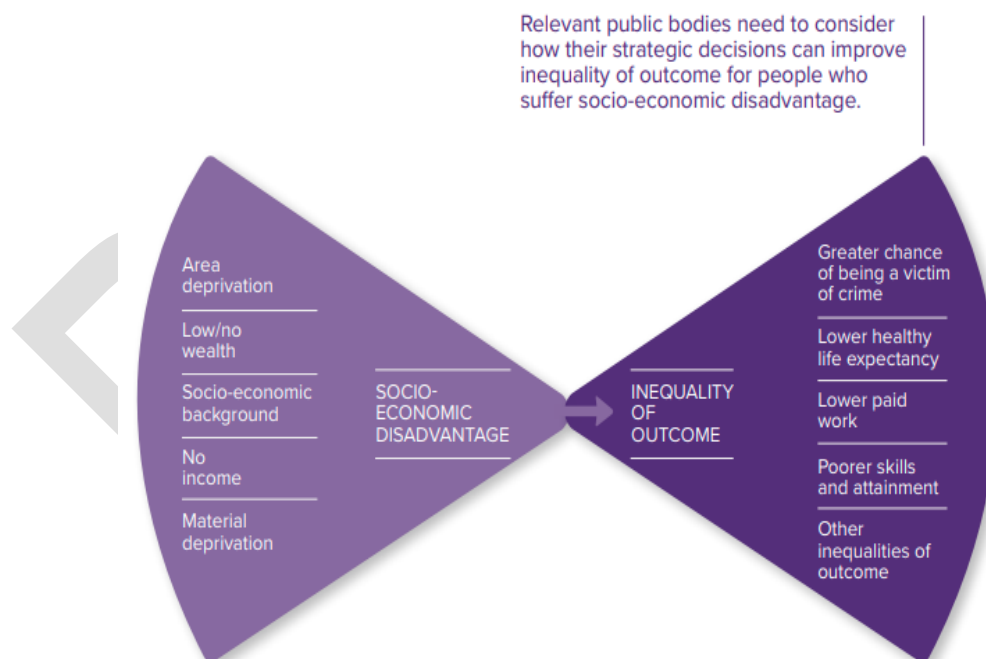 Relevant public bodies need to consider
how their strategic decisions can improve
inequality of outcome for people who
suffer socio-economic disadvantage.
Area
deprivation
Low/no
wealth
Socio-economic
background
No
income
Material
deprivation
SOCIO-
ECONOMIC
DISADVANTAGE
INEQUALITY
OF
OUTCOME
Greater chance
of being a victim
of crime
Lower healthy
life expectancy
Lower paid
work
Poorer skills
and attainment
Other
inequalities of
outcome